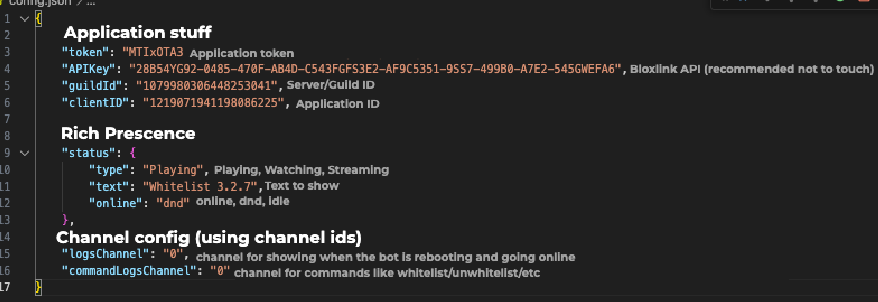 Config.json > ...
1 {
2 Application stuff
3 "token": "MTIxOTA3 Application token
4 "APIKey": "28B54YG92-0485-470F-AB4D-C543FGFS3E2-AF9C5351-9SS7-499B0-A7E2-545GWEFA6", Bloxlink API (recommended not to touch)
5 "guildId": "1079980306448253041", Server/Guild ID
6 "clientID": "1219071941198086225", Application ID
7
8 Rich Prescence
9 "status": {
10 "type": "Playing", Playing, Watching, Streaming
11 "text": "Whitelist 3.2.7", Text to show
12 "online": "dnd" online, dnd, idle
13 },
14 Channel config (using channel ids)
15 "logsChannel": "0", channel for showing when the bot is rebooting and going online
16 "commandLogsChannel": "0" channel for commands like whitelist/unwhitelist/etc
17 }